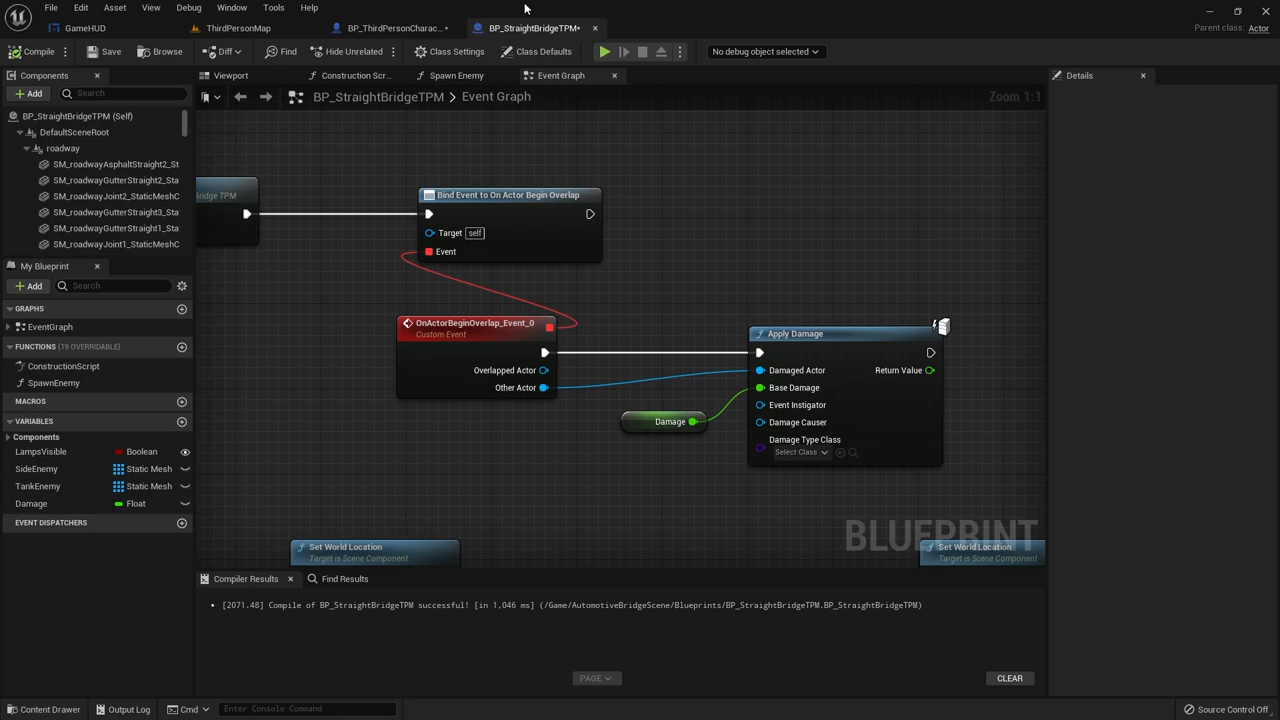 File Edit Asset View Debug Window Tools Help
GameHUD ThirdPersonMap BP_ThirdPersonCharac...• BP_StraightBridgeTPM•
Parent class: Actor
Compile Save Browse Diff Find Hide Unrelated Class Settings Class Defaults No debug object selected
Components Viewport Construction Scr... Spawn Enemy Event Graph Details
Add Search
BP_StraightBridgeTPM > Event Graph Zoom 1:1
BP_StraightBridgeTPM (Self)
DefaultSceneRoot
roadway
SM_roadwayAsphaltStraight2_St
SM_roadwayGutterStraight2_Sta
SM_roadwayJoint2_StaticMeshC
SM_roadwayGutterStraight3_Sta
SM_roadwayGutterStraight1_Sta
SM_roadwayJoint1_StaticMeshC
My Blueprint
Add Search
GRAPHS
EventGraph
FUNCTIONS (19 OVERRIDABLE)
ConstructionScript
SpawnEnemy
MACROS
VARIABLES
Components
LampsVisible Boolean
SideEnemy Static Mesh
TankEnemy Static Mesh
Damage Float
EVENT DISPATCHERS
Bridge TPM
Bind Event to On Actor Begin Overlap
Target self
Event
OnActorBeginOverlap_Event_0
Custom Event
Overlapped Actor
Other Actor
Damage
Apply Damage
Damaged Actor Return Value
Base Damage
Event Instigator
Damage Causer
Damage Type Class
Select Class
BLUEPRINT
Set World Location
Target is Scene Component
Set World Location
Target is Scene Component
Compiler Results Find Results
[2071.48] Compile of BP_StraightBridgeTPM successful! [in 1,046 ms] (/Game/AutomotiveBridgeScene/Blueprints/BP_StraightBridgeTPM.BP_StraightBridgeTPM)
PAGE CLEAR
Content Drawer Output Log Cmd Enter Console Command Source Control Off